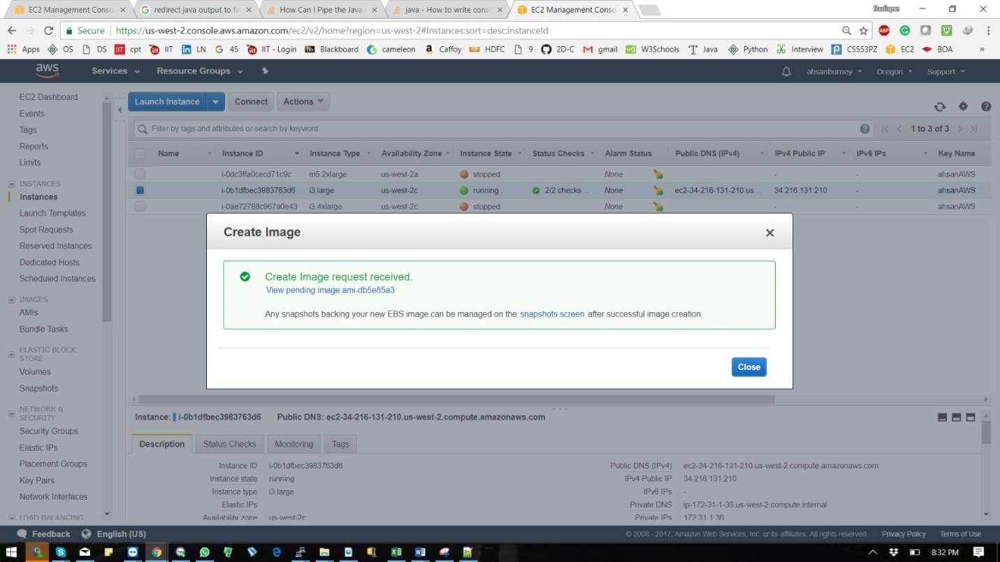 EC2 Management Conso
redirect java output to fi
How Can I Pipe the Java
java - How to write cons
EC2 Management Conso
Sadique
Secure https://us-west-2.console.aws.amazon.com/ec2/v2/home?region=us-west-2#Instances:sort=desc:instanceId
Apps OS DS IIT cpt IIT LN 45 IIT - Login Blackboard cameleon Caffoy HDFC 9 2D-C gmail W3Schools Java Python Interview CS553PZ EC2 BOA »
aws Services Resource Groups ahsanburney Oregon Support
EC2 Dashboard
Events
Tags
Reports
Limits
INSTANCES
Instances
Launch Templates
Spot Requests
Reserved Instances
Dedicated Hosts
Scheduled Instances
IMAGES
AMIs
Bundle Tasks
ELASTIC BLOCK
STORE
Volumes
Snapshots
NETWORK &
SECURITY
Security Groups
Elastic IPs
Placement Groups
Key Pairs
Network Interfaces
LOAD BALANCING
Launch Instance Connect Actions
Filter by tags and attributes or search by keyword 1 to 3 of 3
Name Instance ID Instance Type Availability Zone Instance State Status Checks Alarm Status Public DNS (IPv4) IPv4 Public IP IPv6 IPs Key Name
i-0dc3ffa0cecd71c9c m5.2xlarge us-west-2a stopped None - - ahsanAWS
i-0b1dfbec3983763d6 i3.large us-west-2c running 2/2 checks ... None ec2-34-216-131-210.us... 34.216.131.210 - ahsanAWS
i-0ae72788c967a0e43 i3.4xlarge us-west-2c stopped None - - ahsanAWS
Create Image
Create Image request received.
View pending image ami-db5e85a3
Any snapshots backing your new EBS image can be managed on the snapshots screen after successful image creation.
Close
Instance: i-0b1dfbec3983763d6 Public DNS: ec2-34-216-131-210.us-west-2.compute.amazonaws.com
Description Status Checks Monitoring Tags
Instance ID i-0b1dfbec3983763d6 Public DNS (IPv4) ec2-34-216-131-210.us-west-2.compute.amazonaws.com
Instance state running IPv4 Public IP 34.216.131.210
Instance type i3.large IPv6 IPs -
Elastic IPs Private DNS ip-172-31-1-36.us-west-2.compute.internal
Availability zone us-west-2c Private IPs 172.31.1.36
Feedback English (US) © 2008 - 2017, Amazon Web Services, Inc. or its affiliates. All rights reserved. Privacy Policy Terms of Use
8:32 PM